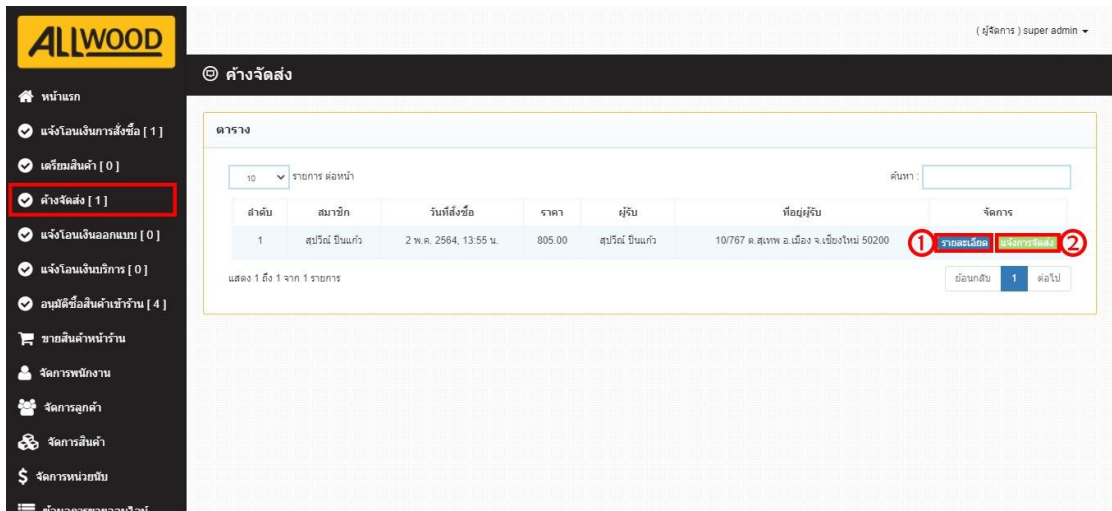 ALLWOOD
( ผู้จัดการ ) super admin
ค้างจัดส่ง
หน้าแรก
แจ้งโอนเงินการสั่งซื้อ [ 1 ]
เตรียมสินค้า [ 0 ]
ค้างจัดส่ง [ 1 ]
แจ้งโอนเงินออกแบบ [ 0 ]
แจ้งโอนเงินบริการ [ 0 ]
อนุมัติซื้อสินค้าเข้าร้าน [ 4 ]
ขายสินค้าหน้าร้าน
จัดการพนักงาน
จัดการลูกค้า
จัดการสินค้า
จัดการหน่วยนับ
ข้อมูลการขายออนไลน์
ตาราง
10 รายการ ต่อหน้า
ค้นหา :
ลำดับ สมาชิก วันที่สั่งซื้อ ราคา ผู้รับ ที่อยู่ผู้รับ จัดการ
1 สุปวีณ์ ปินแก้ว 2 พ.ค. 2564, 13:55 น. 805.00 สุปวีณ์ ปินแก้ว 10/767 ต.สุเทพ อ.เมือง จ.เชียงใหม่ 50200 1 รายละเอียด แจ้งการจัดส่ง 2
แสดง 1 ถึง 1 จาก 1 รายการ
ย้อนกลับ 1 ต่อไป